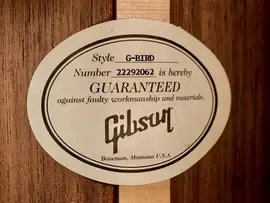 Style G-BIRD
Number 22292062 is hereby
GUARANTEED
against faulty workmanship and materials.
Gibson
Bozeman, Montana U.S.A.